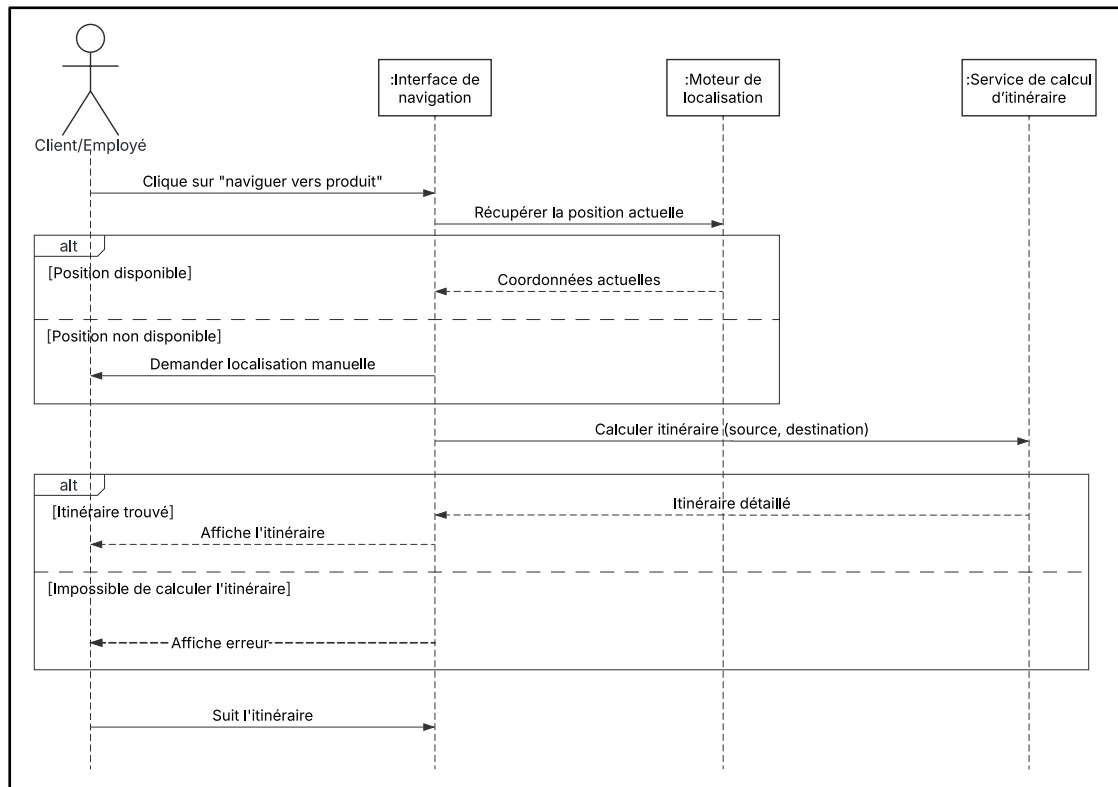 :Interface de
navigation
:Moteur de
localisation
:Service de calcul
d'itinéraire
Client/Employé
Clique sur "naviguer vers produit"
Récupérer la position actuelle
alt
[Position disponible]
Coordonnées actuelles
[Position non disponible]
Demander localisation manuelle
Calculer itinéraire (source, destination)
alt
[Itinéraire trouvé]
Itinéraire détaillé
Affiche l'itinéraire
[Impossible de calculer l'itinéraire]
Affiche erreur
Suit l'itinéraire